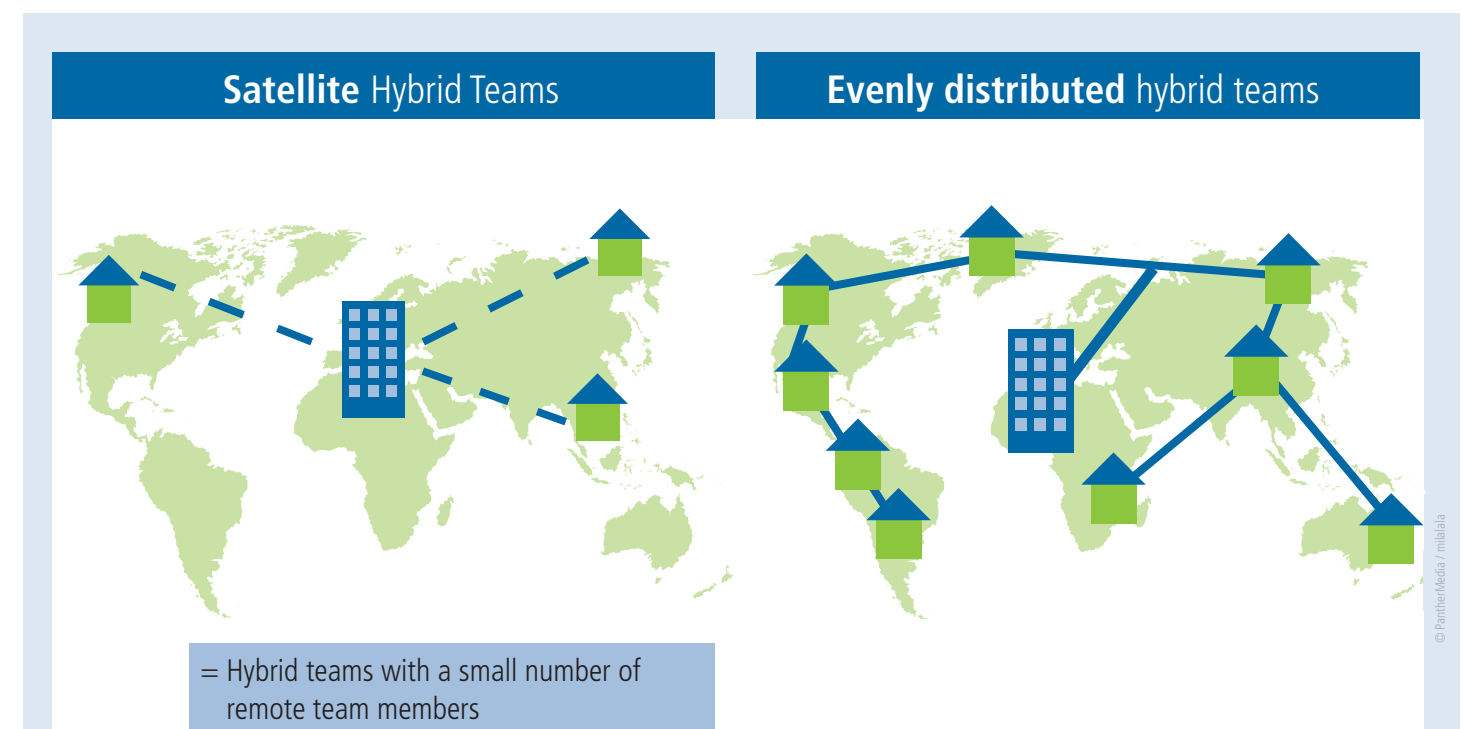 Satellite Hybrid Teams
Evenly distributed hybrid teams
= Hybrid teams with a small number of
remote team members
© PantherMedia / milalala